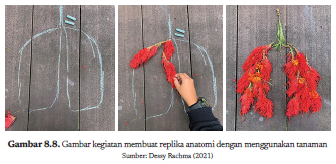 Gambar 8.8. Gambar kegiatan membuat replika anatomi dengan menggunakan tanaman
Sumber: Dessy Rachma (2021)